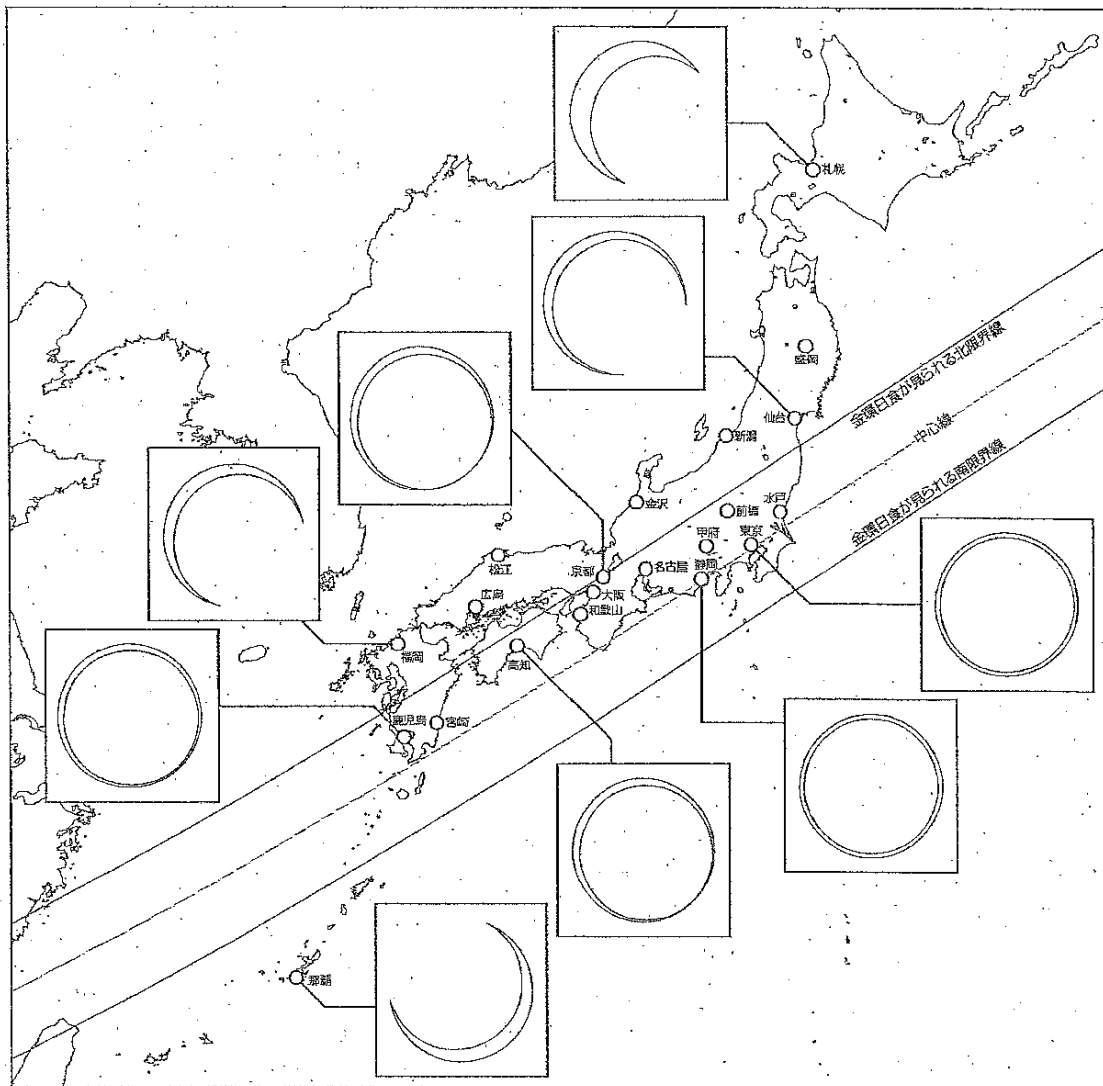 札幌
金環日食が見られる北限界線
盛岡
中心線
仙台
新潟
金環日食が見られる南限界線
水戸
金沢
前橋
甲府
東京
松江
京都
名古屋
静岡
大阪
広島
和歌山
福岡
高知
鹿児島
宮崎
那覇